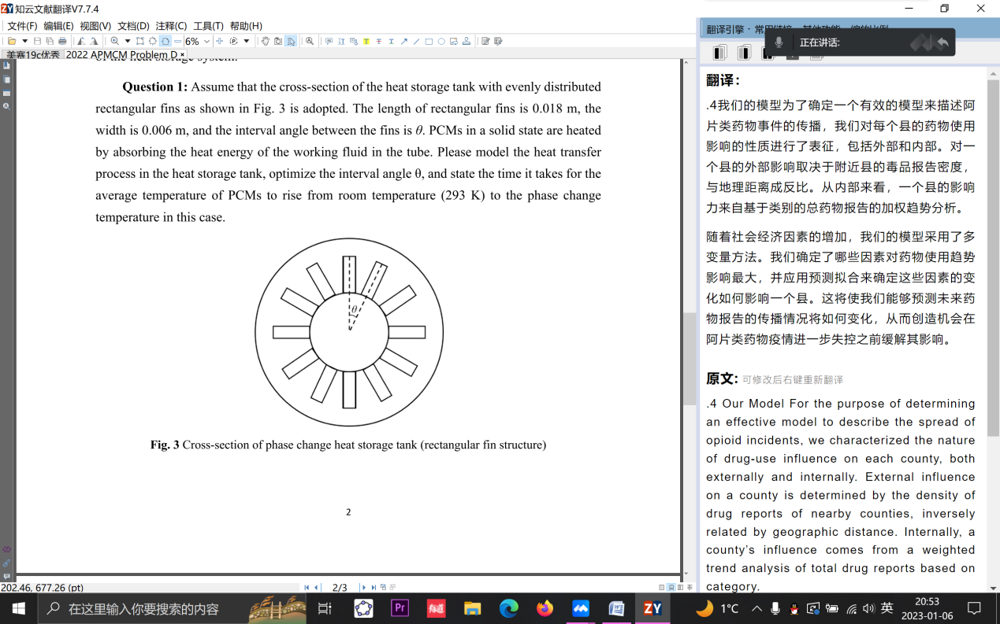 知云文献翻译V7.7.4
文件(F) 编辑(E) 视图(V) 文档(D) 注释(C) 工具(T) 帮助(H)
6%
美赛19c优秀 2022 APMCM Problem D ×
Question 1: Assume that the cross-section of the heat storage tank with evenly distributed
rectangular fins as shown in Fig. 3 is adopted. The length of rectangular fins is 0.018 m, the
width is 0.006 m, and the interval angle between the fins is θ. PCMs in a solid state are heated
by absorbing the heat energy of the working fluid in the tube. Please model the heat transfer
process in the heat storage tank, optimize the interval angle θ, and state the time it takes for the
average temperature of PCMs to rise from room temperature (293 K) to the phase change
temperature in this case.
θ
Fig. 3 Cross-section of phase change heat storage tank (rectangular fin structure)
2
202.46, 677.26 (pt)
2/3
翻译引擎·
正在讲话:
翻译：
.4我们的模型为了确定一个有效的模型来描述阿
片类药物事件的传播，我们对每个县的药物使用
影响的性质进行了表征，包括外部和内部。对一
个县的外部影响取决于附近县的毒品报告密度，
与地理距离成反比。从内部来看，一个县的影响
力来自基于类别的总药物报告的加权趋势分析。
随着社会经济因素的增加，我们的模型采用了多
变量方法。我们确定了哪些因素对药物使用趋势
影响最大，并应用预测拟合来确定这些因素的变
化如何影响一个县。这将使我们能够预测未来药
物报告的传播情况将如何变化，从而创造机会在
阿片类药物疫情进一步失控之前缓解其影响。
原文: 可修改后右键重新翻译
.4 Our Model For the purpose of determining
an effective model to describe the spread of
opioid incidents, we characterized the nature
of drug-use influence on each county, both
externally and internally. External influence
on a county is determined by the density of
drug reports of nearby counties, inversely
related by geographic distance. Internally, a
county's influence comes from a weighted
trend analysis of total drug reports based on
category.
在这里输入你要搜索的内容
Pr
有道
ZY
1°C
英
20:53
2023-01-06